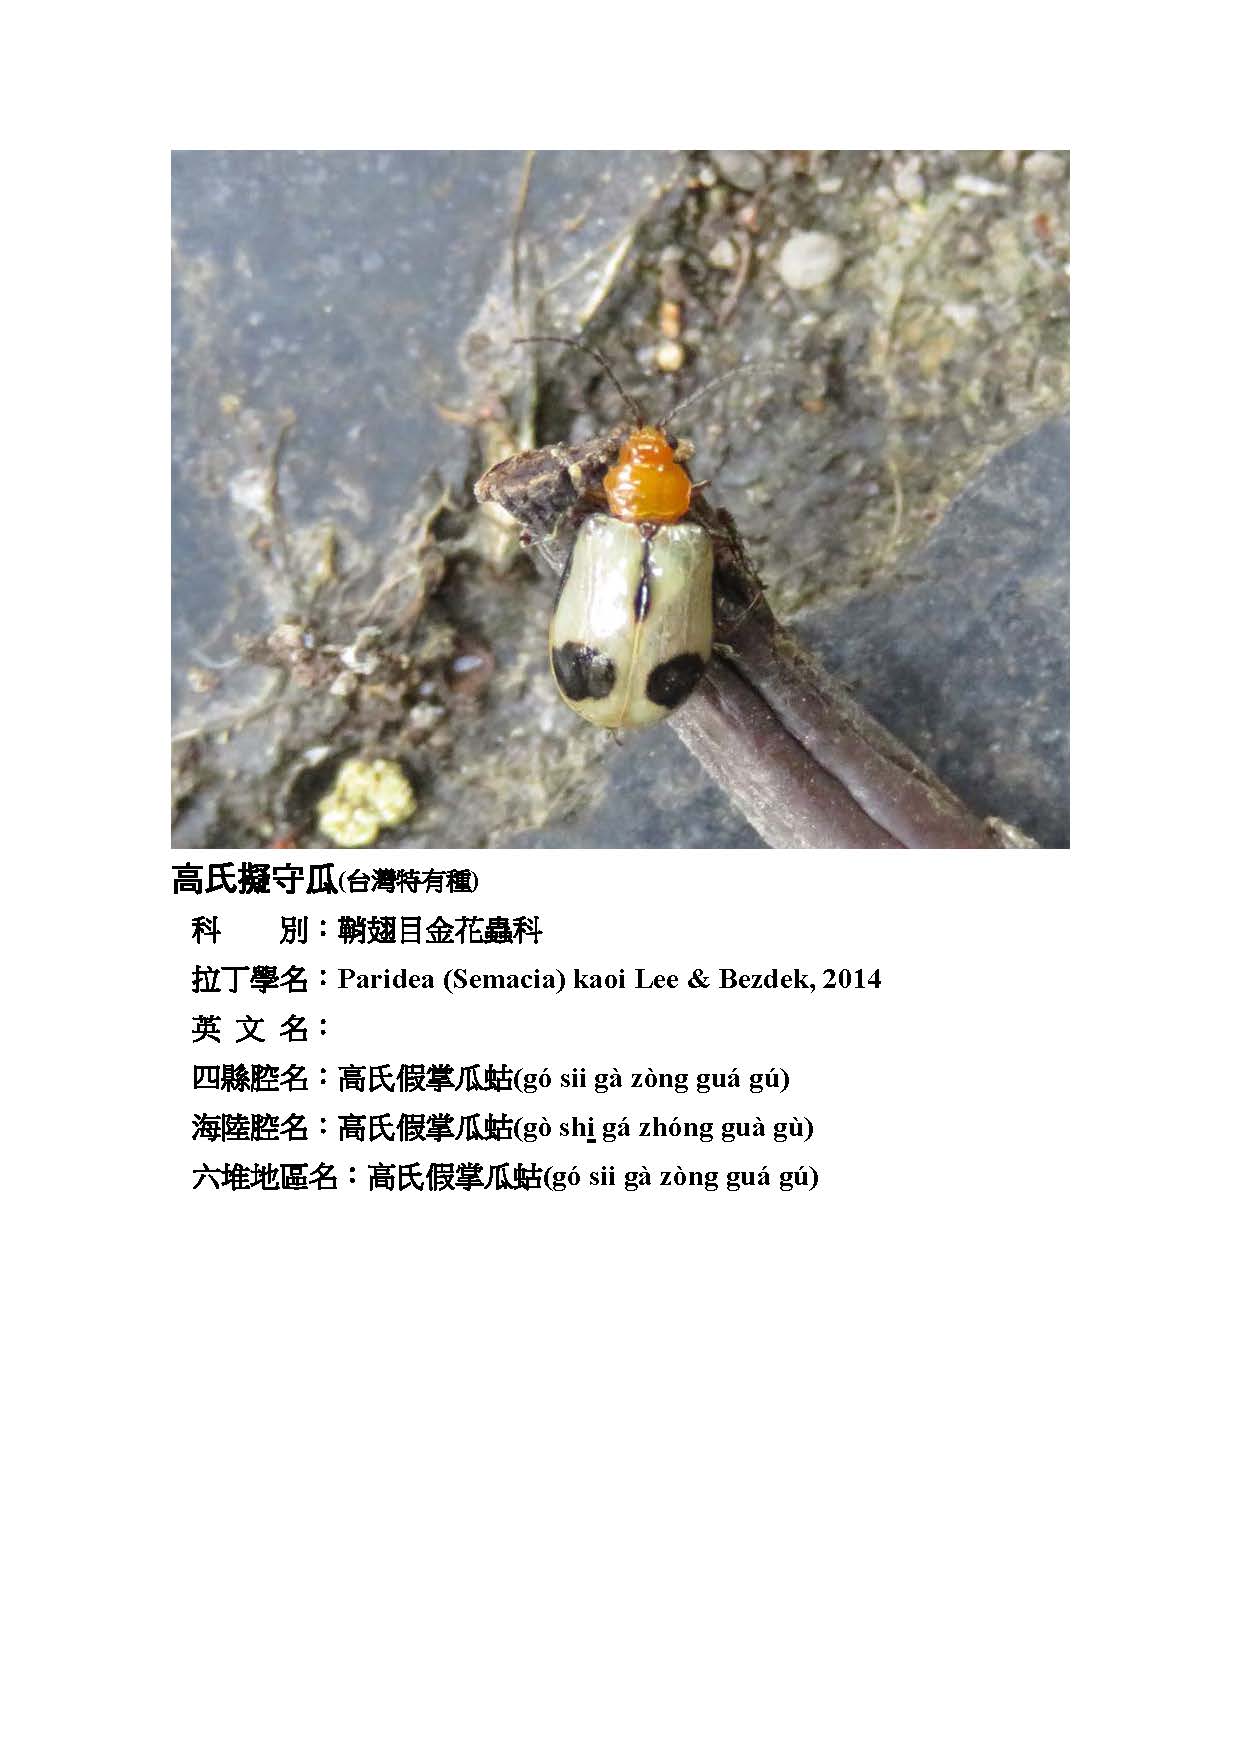 高氏擬守瓜(台灣特有種)
科　　別：鞘翅目金花蟲科
拉丁學名：Paridea (Semacia) kaoi Lee & Bezdek, 2014
英 文 名：
四縣腔名：高氏假掌瓜蛄(gó sii gà zòng guá gú)
海陸腔名：高氏假掌瓜蛄(gò shi gá zhóng guà gù)
六堆地區名：高氏假掌瓜蛄(gó sii gà zòng guá gú)